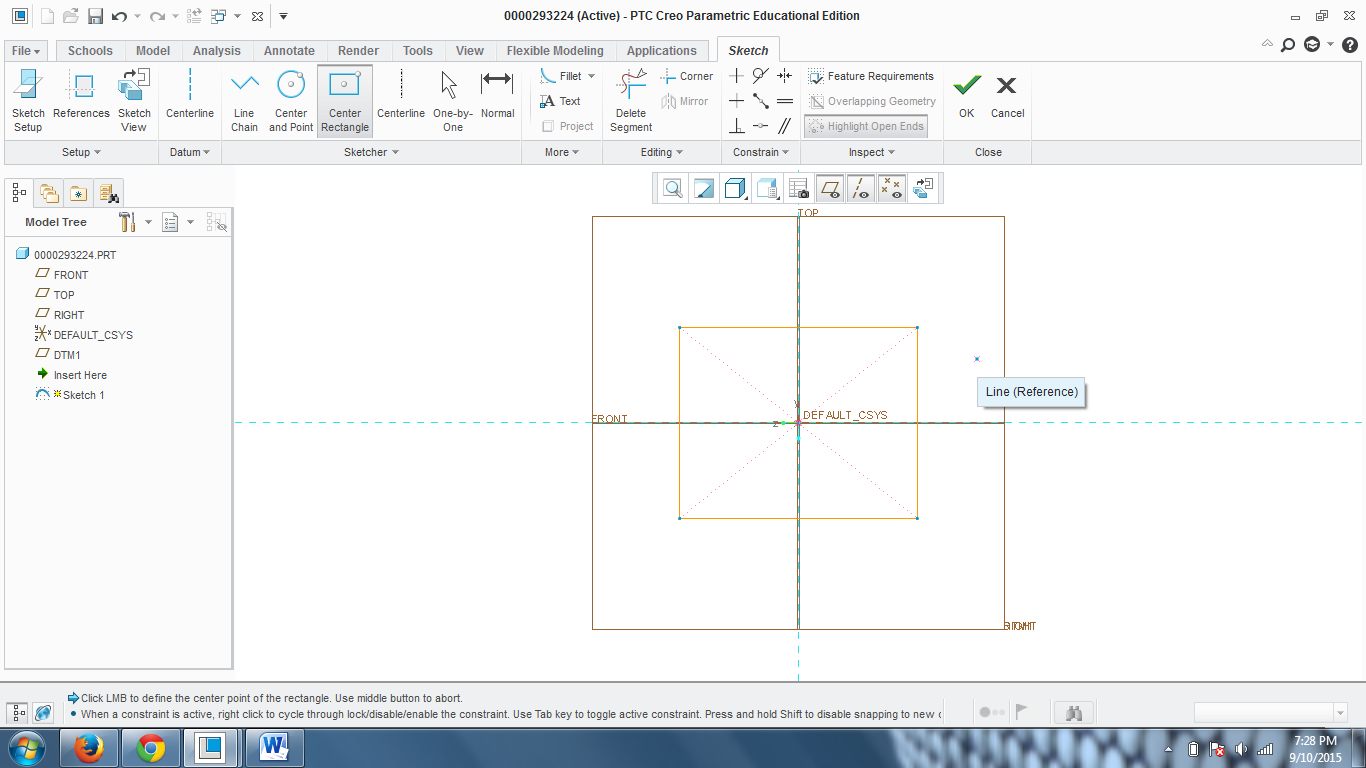 0000293224 (Active) - PTC Creo Parametric Educational Edition
File Schools Model Analysis Annotate Render Tools View Flexible Modeling Applications Sketch
Sketch Setup
References
Sketch View
Centerline
Line Chain
Center and Point
Center Rectangle
Centerline
One-by-One
Normal
Fillet
Text
Project
Delete Segment
Corner
Mirror
Feature Requirements
Overlapping Geometry
Highlight Open Ends
OK
Cancel
Setup Datum Sketcher More Editing Constrain Inspect Close
Model Tree
0000293224.PRT
FRONT
TOP
RIGHT
DEFAULT_CSYS
DTM1
Insert Here
Sketch 1
TOP
Line (Reference)
Y
DEFAULT_CSYS
FRONT
Z
Click LMB to define the center point of the rectangle. Use middle button to abort.
When a constraint is active, right click to cycle through lock/disable/enable the constraint. Use Tab key to toggle active constraint. Press and hold Shift to disable snapping to new
7:28 PM
9/10/2015